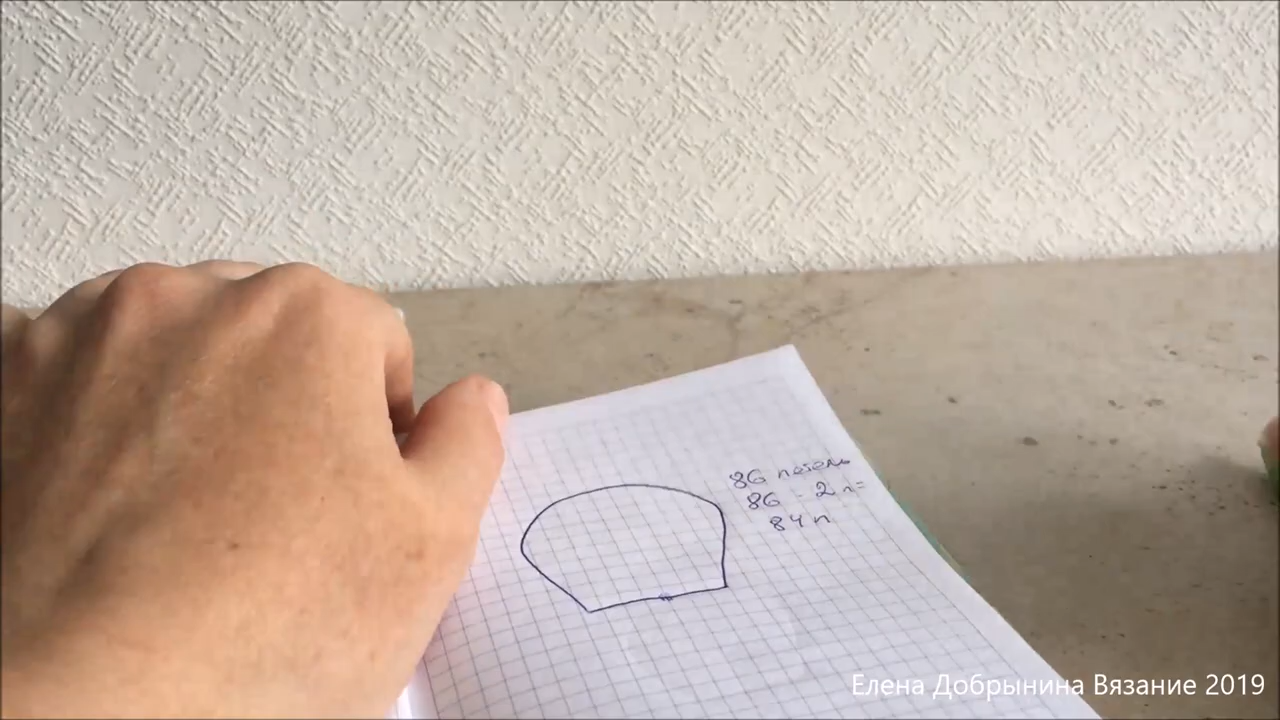 86 петель
86 - 2 п =
84 п
Елена Добрынина Вязание 2019